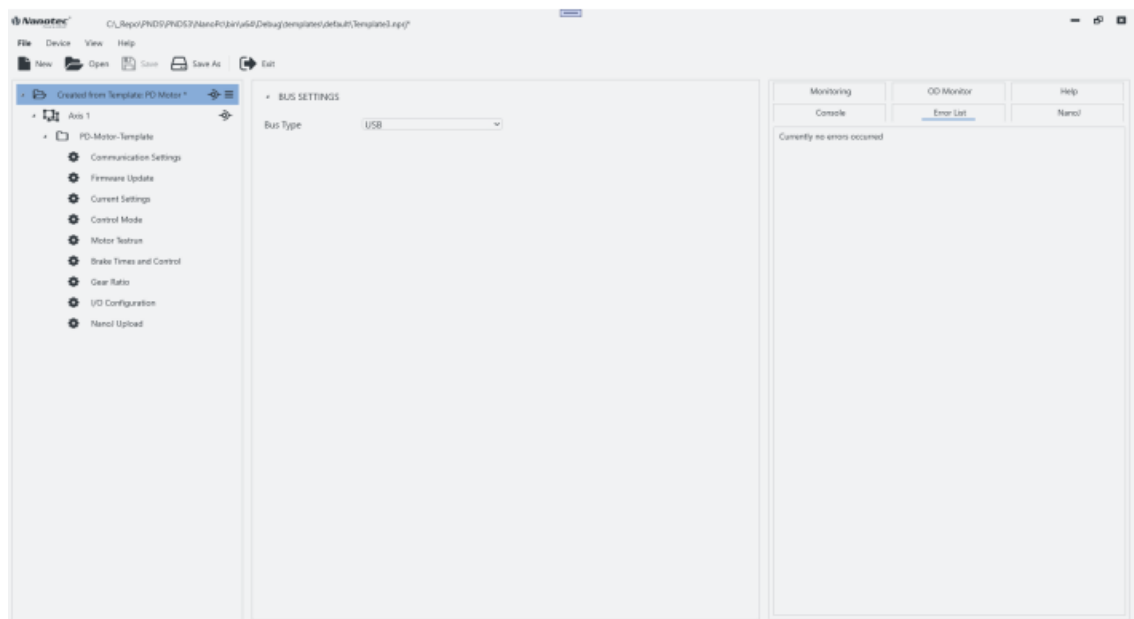 Nanotec
C:\_Repo\PNDS\PNDS3\NanoPc\bin\x64\Debug\templates\default\Template3.nprj*
File Device View Help
New Open Save Save As Exit
Created from Template: PD-Motor *
Axis 1
PD-Motor-Template
Communication Settings
Firmware Update
Current Settings
Control Mode
Motor Testrun
Brake Times and Control
Gear Ratio
I/O Configuration
NanoJ Upload
BUS SETTINGS
Bus Type USB
Monitoring OD Monitor Help
Console Error List NanoJ
Currently no errors occurred